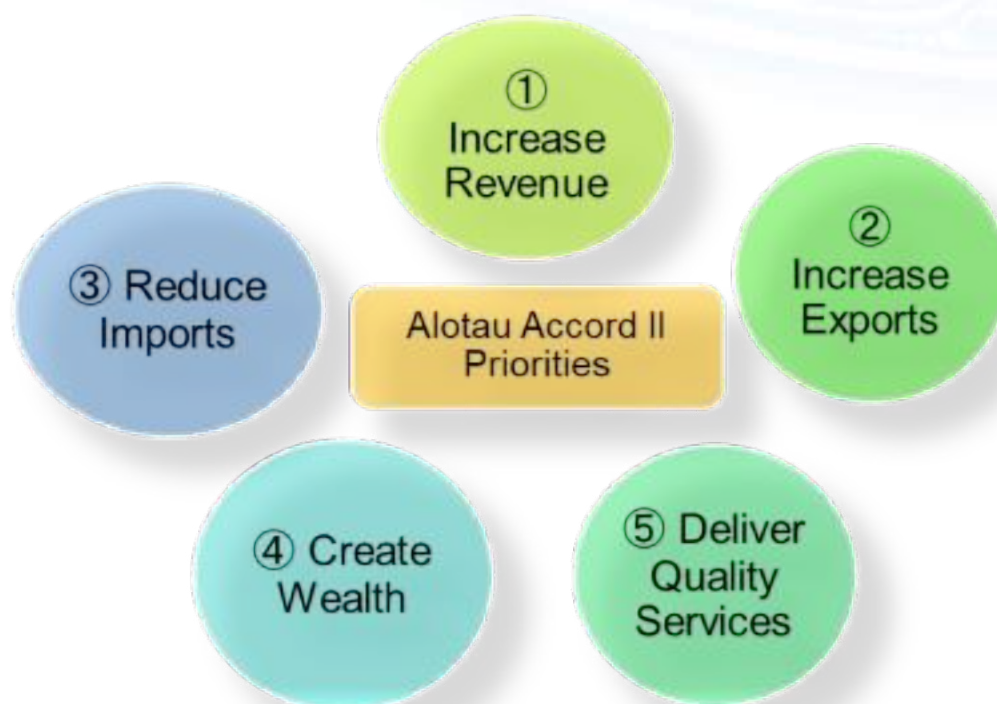 ①
Increase
Revenue
②
Increase
Exports
③ Reduce
Imports
Alotau Accord II
Priorities
④ Create
Wealth
⑤ Deliver
Quality
Services